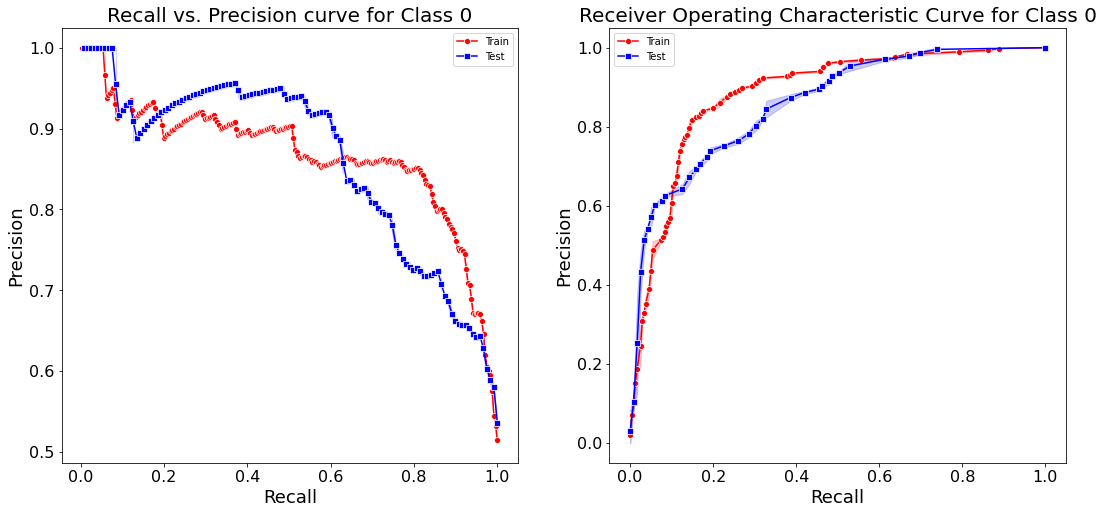 Recall vs. Precision curve for Class 0
Train
Test
1.0
0.9
0.8
0.7
0.6
0.5
Precision
0.0 0.2 0.4 0.6 0.8 1.0
Recall
Receiver Operating Characteristic Curve for Class 0
Train
Test
1.0
0.8
0.6
0.4
0.2
0.0
Precision
0.0 0.2 0.4 0.6 0.8 1.0
Recall